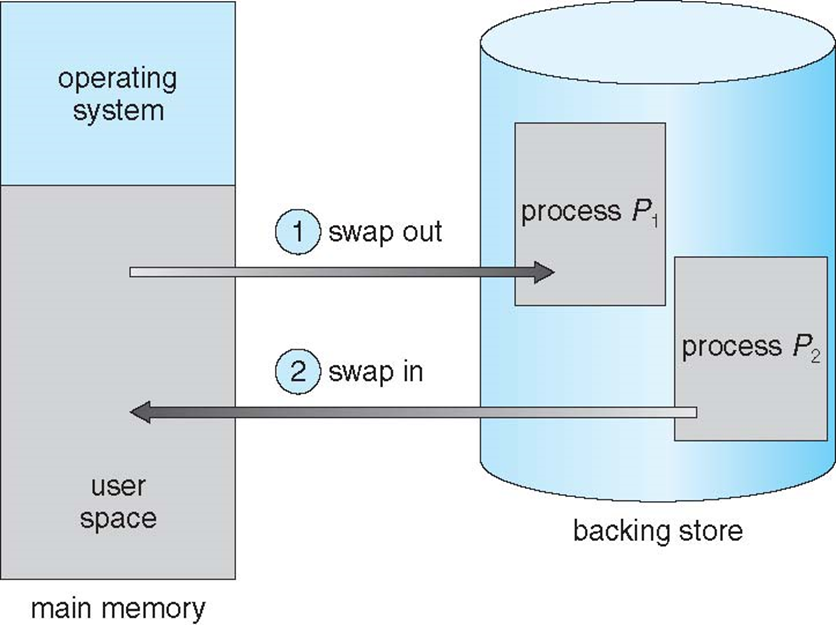 operating
system
process P₁
1 swap out
process P₂
2 swap in
user
space
backing store
main memory